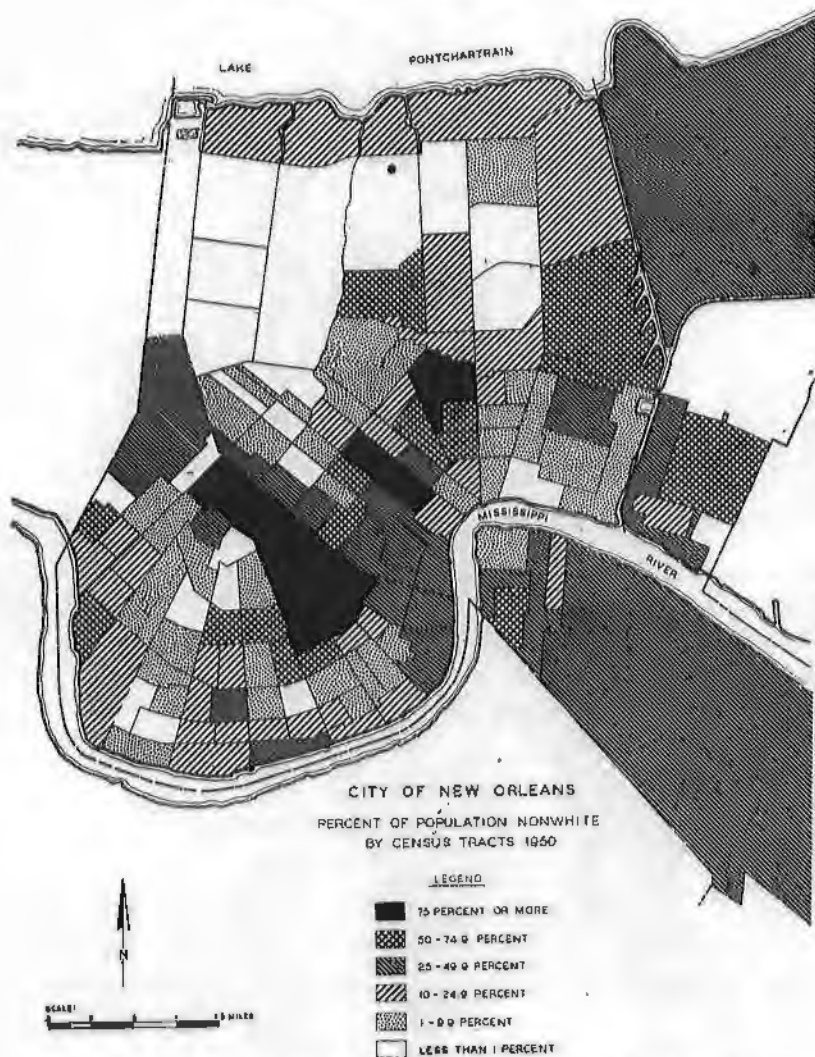 LAKE PONTCHARTRAIN
MISSISSIPPI
RIVER
CITY OF NEW ORLEANS
PERCENT OF POPULATION NONWHITE
BY CENSUS TRACTS 1950
LEGEND
75 PERCENT OR MORE
50-74.9 PERCENT
25-49.9 PERCENT
10-24.9 PERCENT
1-9.9 PERCENT
LESS THAN 1 PERCENT
N
SCALE:
MILES